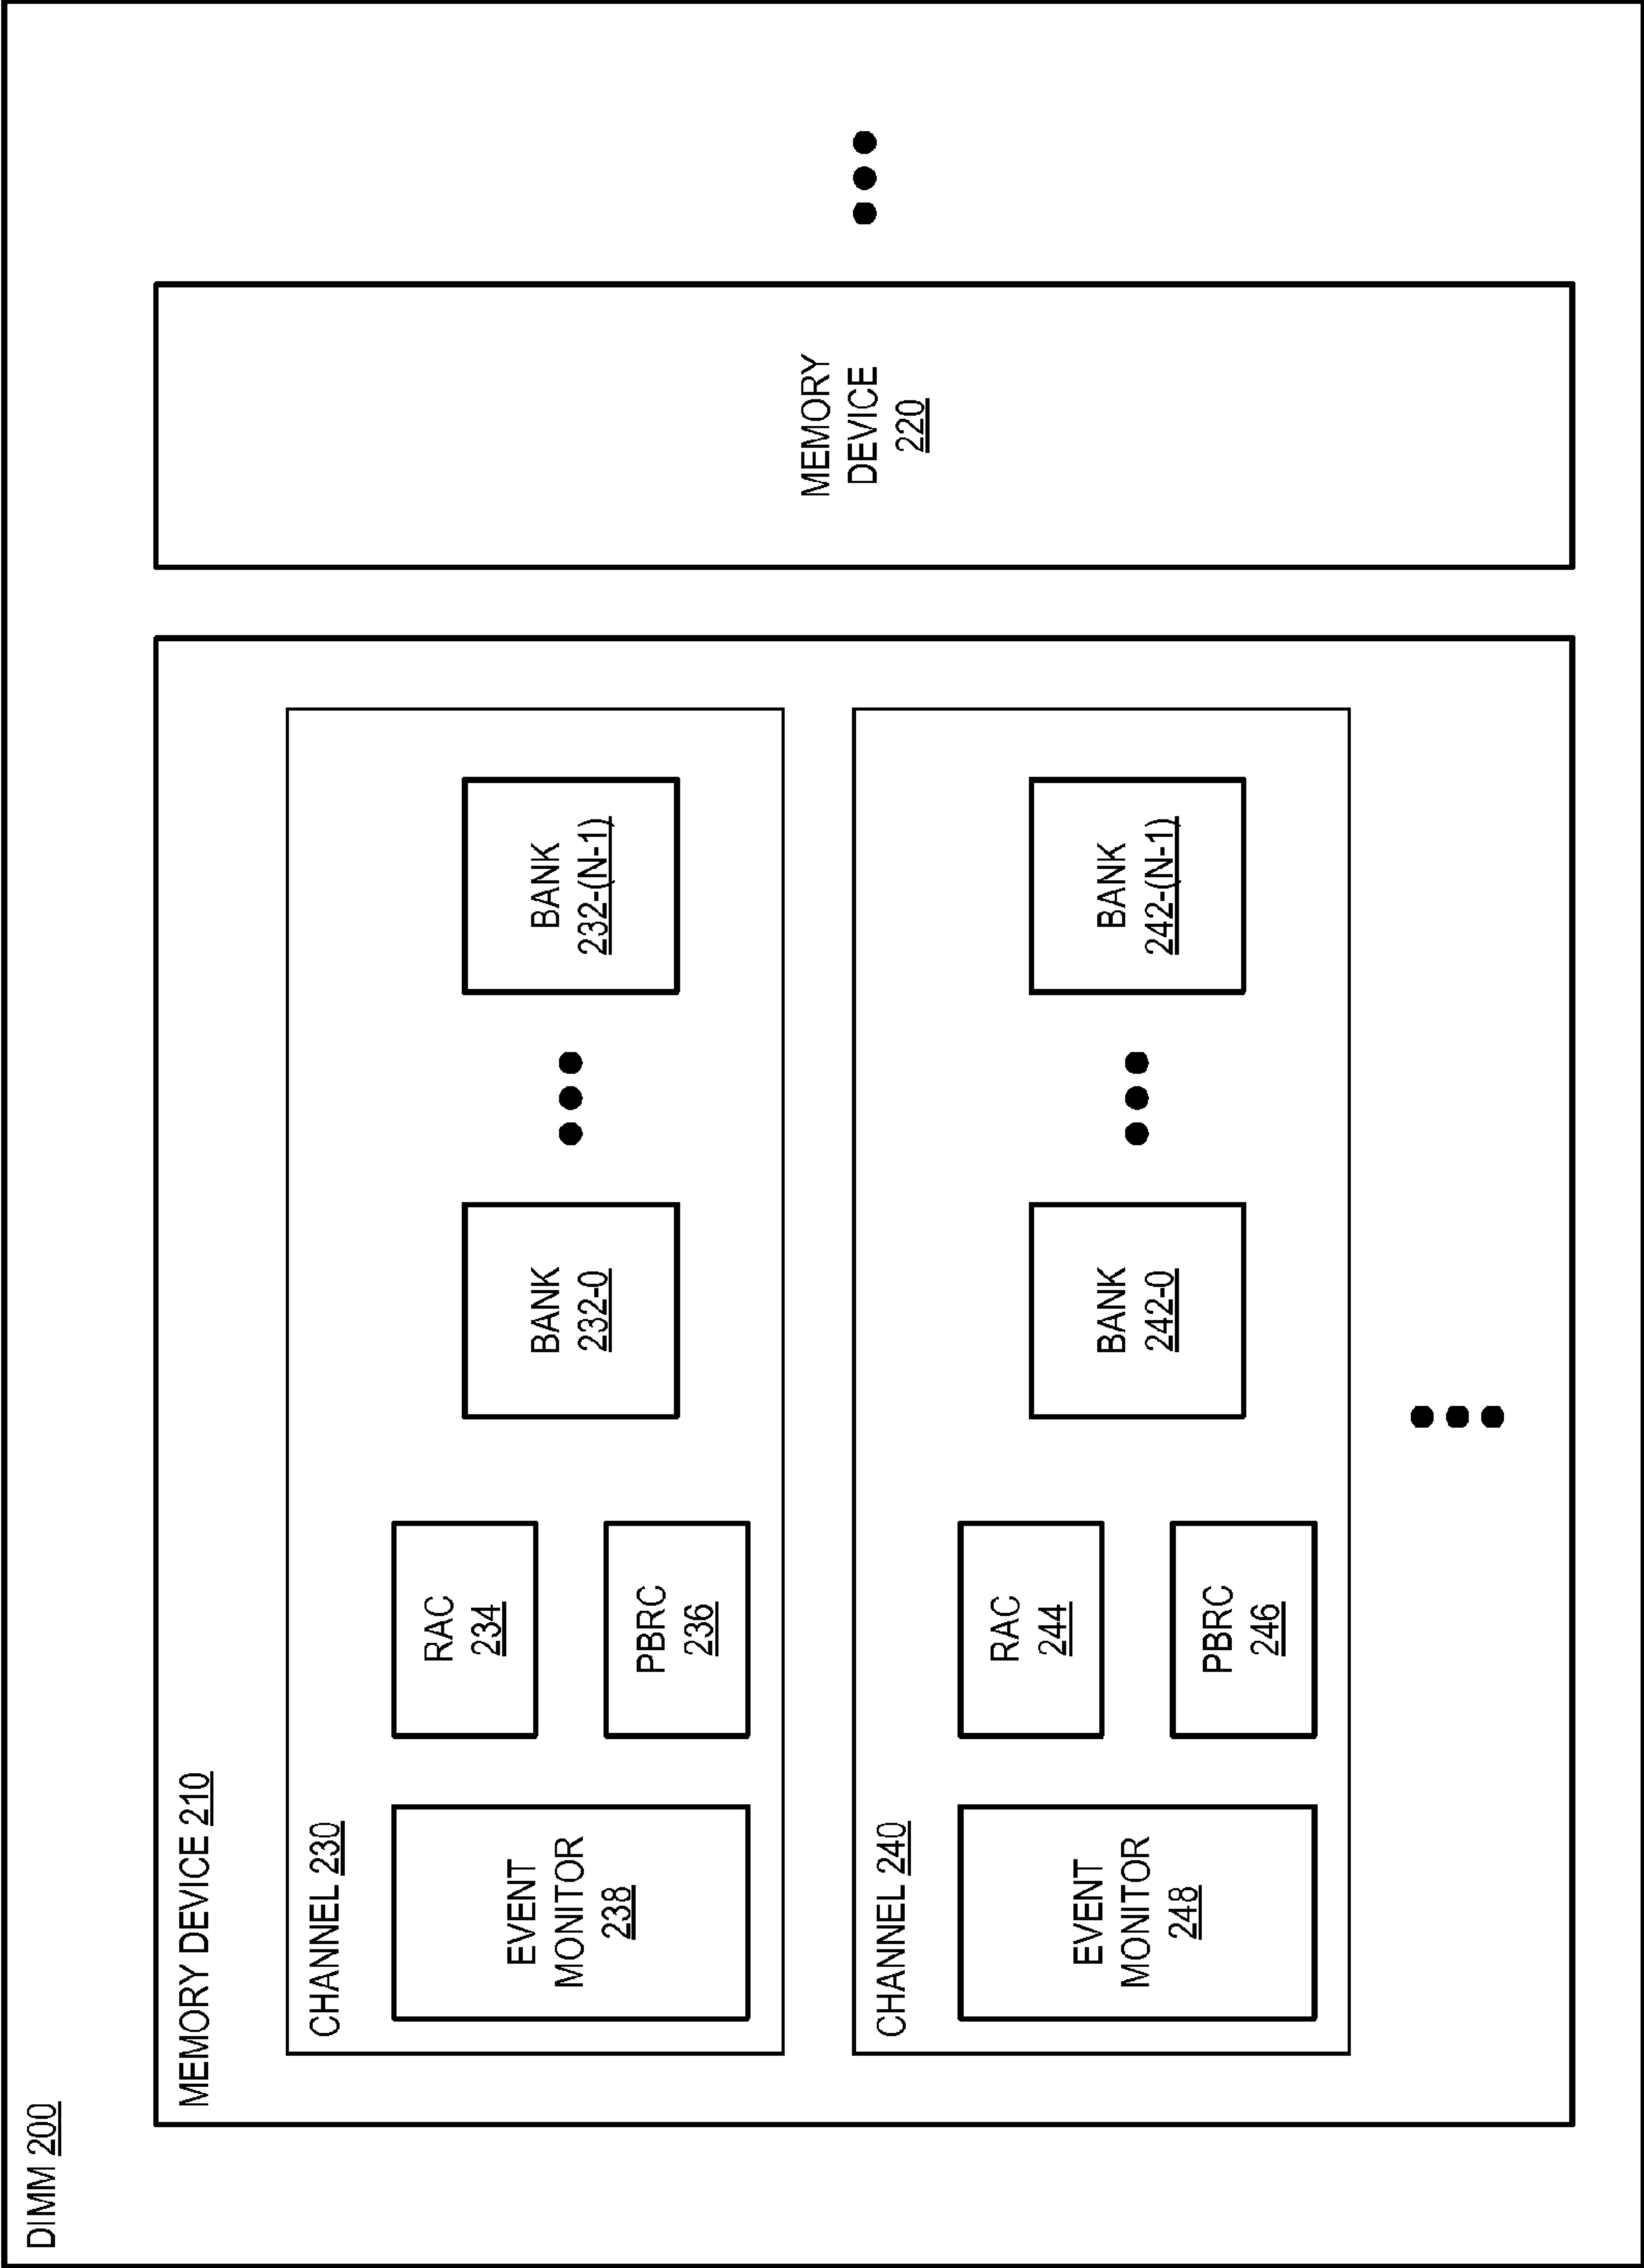 DIMM 200
MEMORY DEVICE 210
CHANNEL 230
EVENT
MONITOR
238
RAC
234
PBRC
236
BANK
232-0
BANK
232-(N-1)
CHANNEL 240
EVENT
MONITOR
248
RAC
244
PBRC
246
BANK
242-0
BANK
242-(N-1)
MEMORY
DEVICE
220